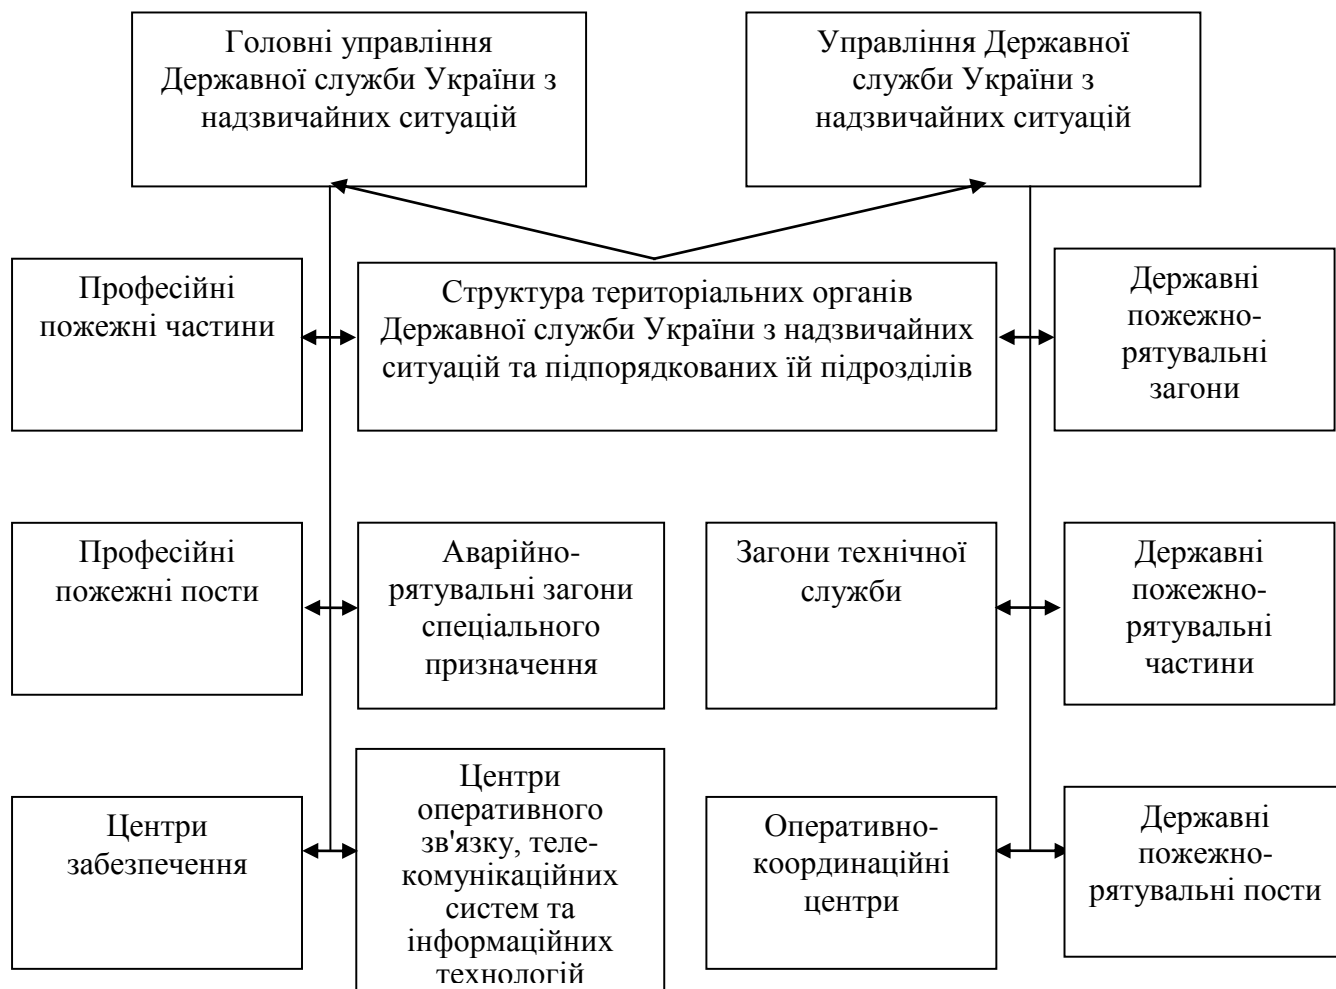 Головні управління
Державної служби України з
надзвичайних ситуацій
Управління Державної
служби України з
надзвичайних ситуацій
Професійні
пожежні частини
Структура територіальних органів
Державної служби України з надзвичайних
ситуацій та підпорядкованих їй підрозділів
Державні
пожежно-
рятувальні
загони
Професійні
пожежні пости
Аварійно-
рятувальні загони
спеціального
призначення
Загони технічної
служби
Державні
пожежно-
рятувальні
частини
Центри
забезпечення
Центри
оперативного
зв'язку, теле-
комунікаційних
систем та
інформаційних
технологій
Оперативно-
координаційні
центри
Державні
пожежно-
рятувальні пости